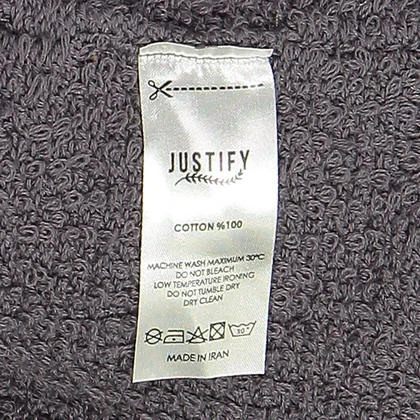 JUSTIFY
COTTON %100
MACHINE WASH MAXIMUM 30°C
DO NOT BLEACH
LOW TEMPERATURE IRONING
DO NOT TUMBLE DRY
DRY CLEAN
30°
MADE IN IRAN